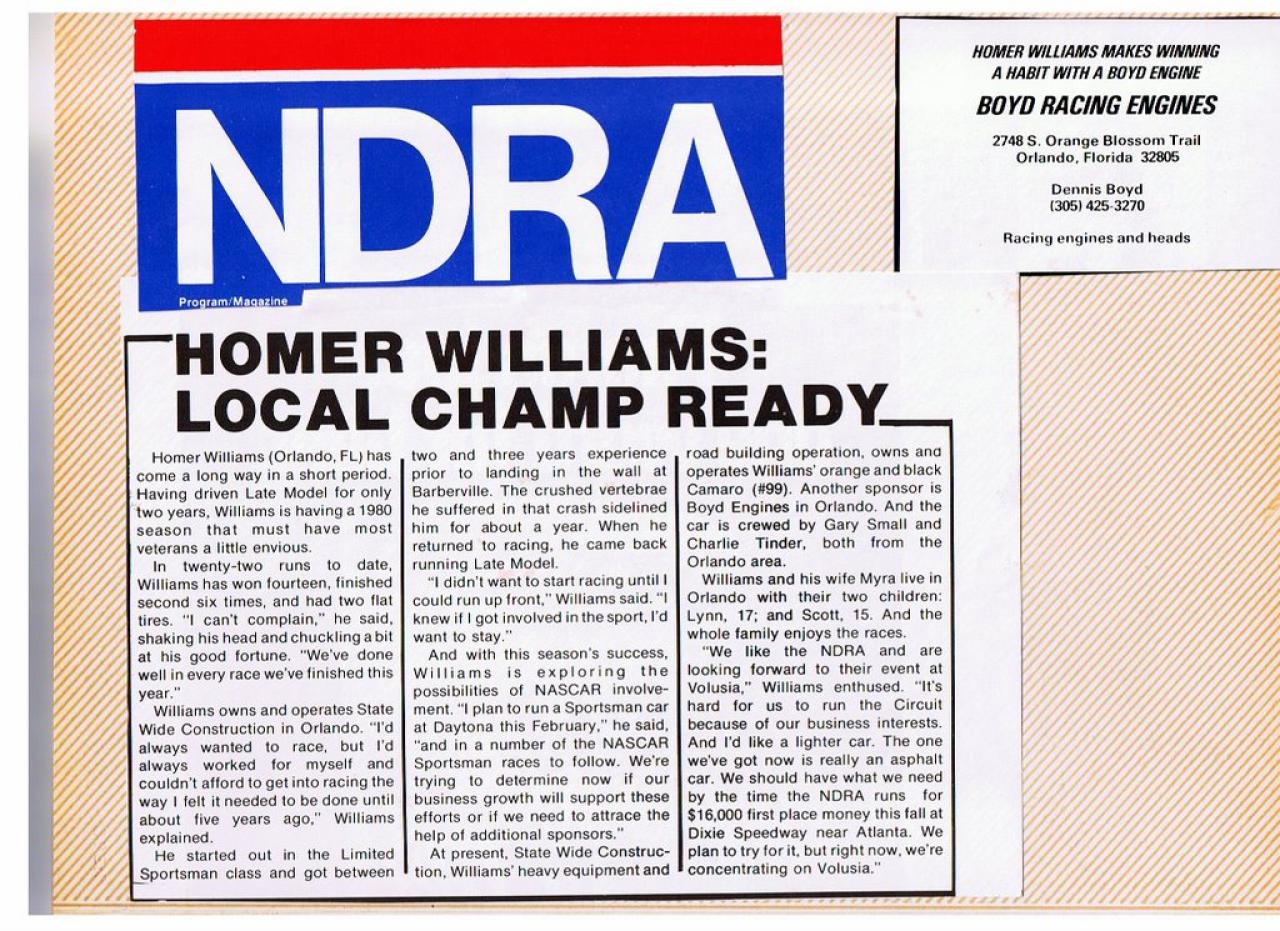 NDRA
Program/Magazine
HOMER WILLIAMS MAKES WINNING
A HABIT WITH A BOYD ENGINE
BOYD RACING ENGINES
2748 S. Orange Blossom Trail
Orlando, Florida 32805
Dennis Boyd
(305) 425-3270
Racing engines and heads
HOMER WILLIAMS:
LOCAL CHAMP READY
Homer Williams (Orlando, FL) has
come a long way in a short period.
Having driven Late Model for only
two years, Williams is having a 1980
season that must have most
veterans a little envious.
In twenty-two runs to date,
Williams has won fourteen, finished
second six times, and had two flat
tires. "I can't complain," he said,
shaking his head and chuckling a bit
at his good fortune. "We've done
well in every race we've finished this
year."
Williams owns and operates State
Wide Construction in Orlando. "I'd
always wanted to race, but I'd
always worked for myself and
couldn't afford to get into racing the
way I felt it needed to be done until
about five years ago," Williams
explained.
He started out in the Limited
Sportsman class and got between
two and three years experience
prior to landing in the wall at
Barberville. The crushed vertebrae
he suffered in that crash sidelined
him for about a year. When he
returned to racing, he came back
running Late Model.
"I didn't want to start racing until I
could run up front," Williams said. "I
knew if I got involved in the sport, I'd
want to stay."
And with this season's success,
Williams is exploring the
possibilities of NASCAR involve-
ment. "I plan to run a Sportsman car
at Daytona this February," he said,
"and in a number of the NASCAR
Sportsman races to follow. We're
trying to determine now if our
business growth will support these
efforts or if we need to attrace the
help of additional sponsors."
At present, State Wide Construc-
tion, Williams' heavy equipment and
road building operation, owns and
operates Williams' orange and black
Camaro (#99). Another sponsor is
Boyd Engines in Orlando. And the
car is crewed by Gary Small and
Charlie Tinder, both from the
Orlando area.
Williams and his wife Myra live in
Orlando with their two children:
Lynn, 17; and Scott, 15. And the
whole family enjoys the races.
"We like the NDRA and are
looking forward to their event at
Volusia," Williams enthused. "It's
hard for us to run the Circuit
because of our business interests.
And I'd like a lighter car. The one
we've got now is really an asphalt
car. We should have what we need
by the time the NDRA runs for
$16,000 first place money this fall at
Dixie Speedway near Atlanta. We
plan to try for it, but right now, we're
concentrating on Volusia."